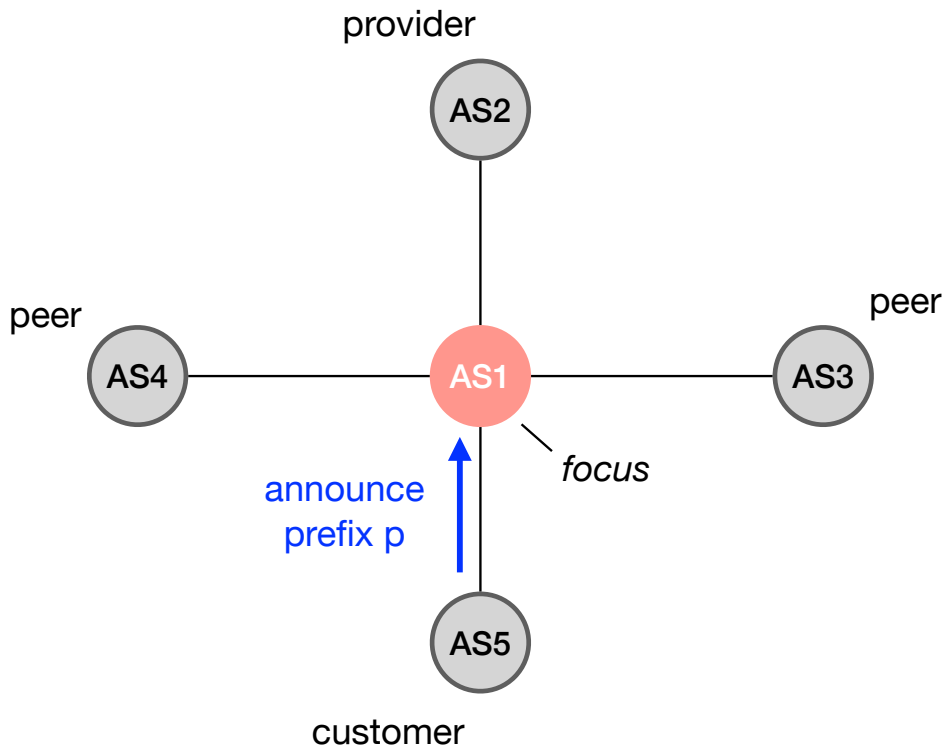 provider
AS2
peer
peer
AS4
AS1
AS3
focus
announce
prefix p
AS5
customer